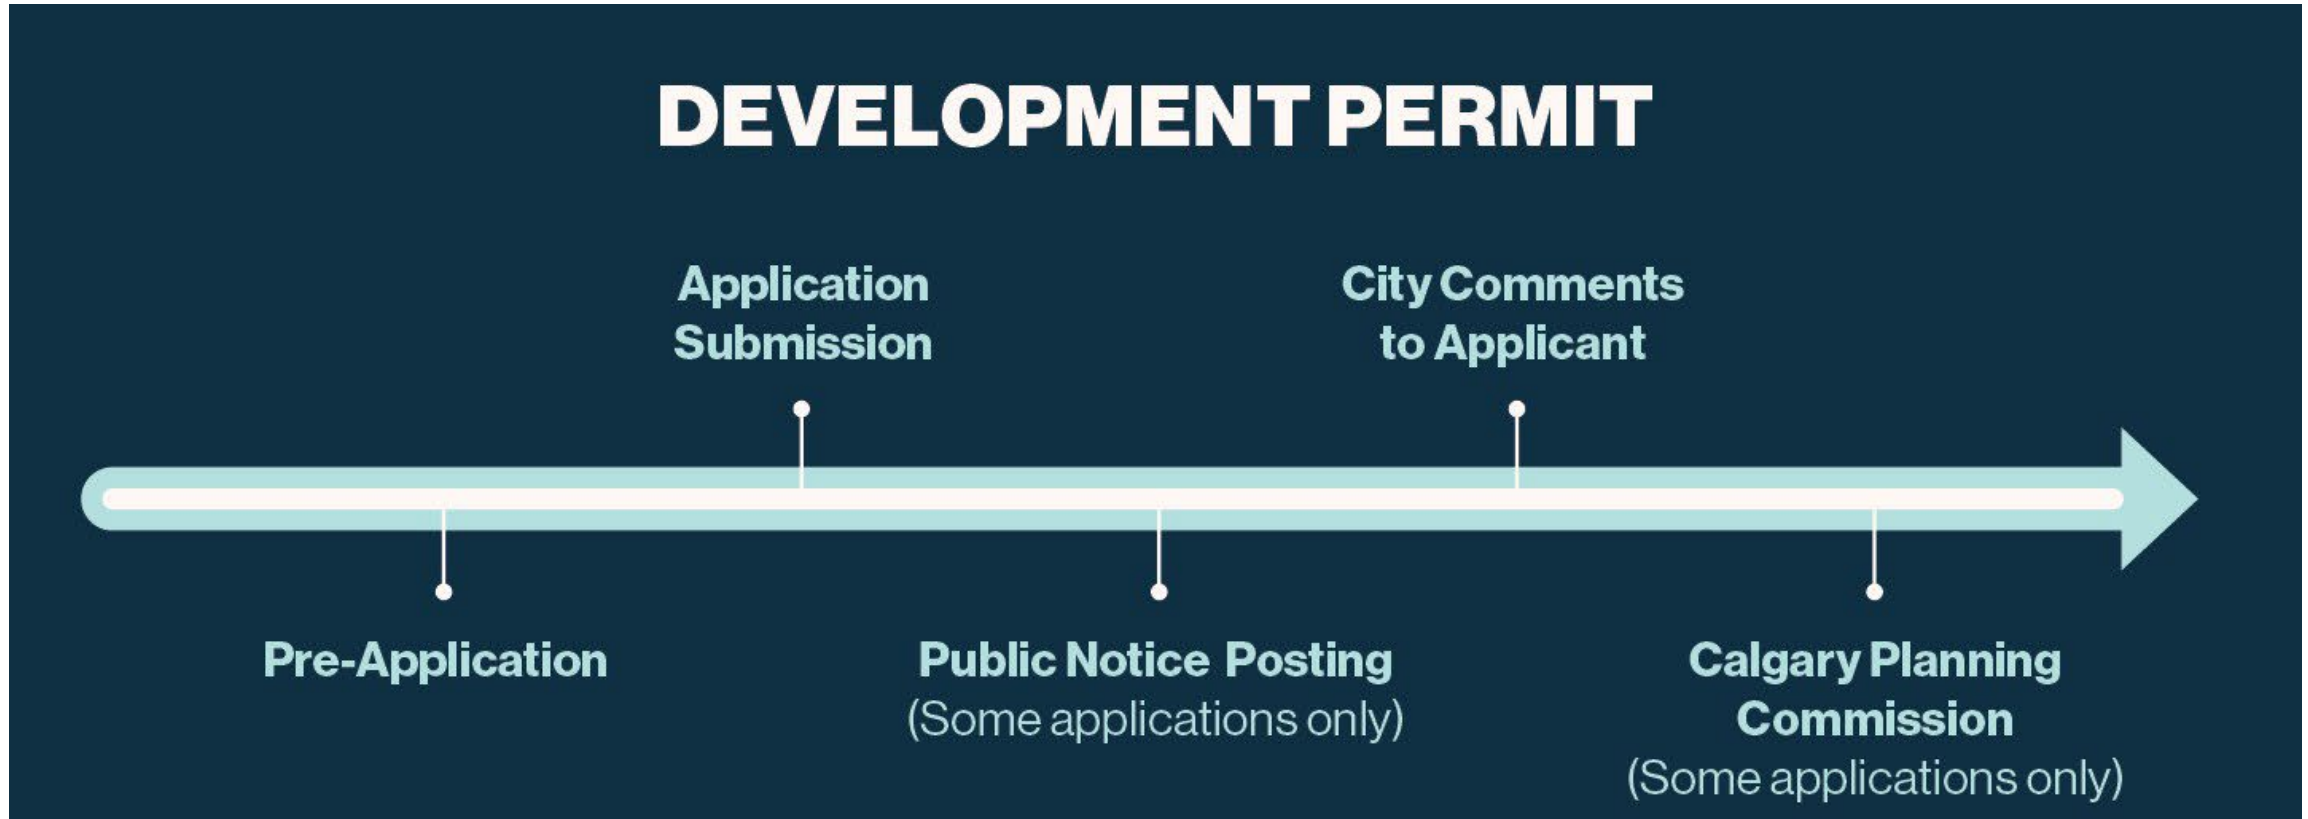 DEVELOPMENT PERMIT
Application
Submission
City Comments
to Applicant
Pre-Application
Public Notice Posting
(Some applications only)
Calgary Planning
Commission
(Some applications only)